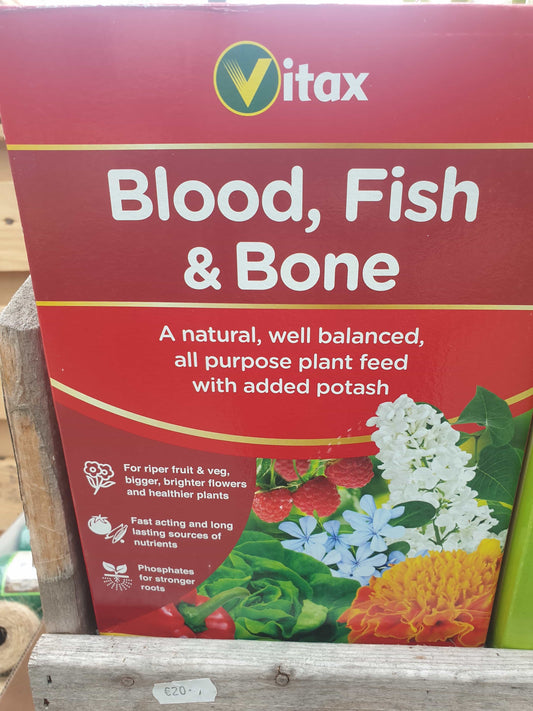 Vitax
Blood, Fish
& Bone
A natural, well balanced,
all purpose plant feed
with added potash
For riper fruit & veg,
bigger, brighter flowers
and healthier plants
Fast acting and long
lasting sources of
nutrients
Phosphates
for stronger
roots
€20-,